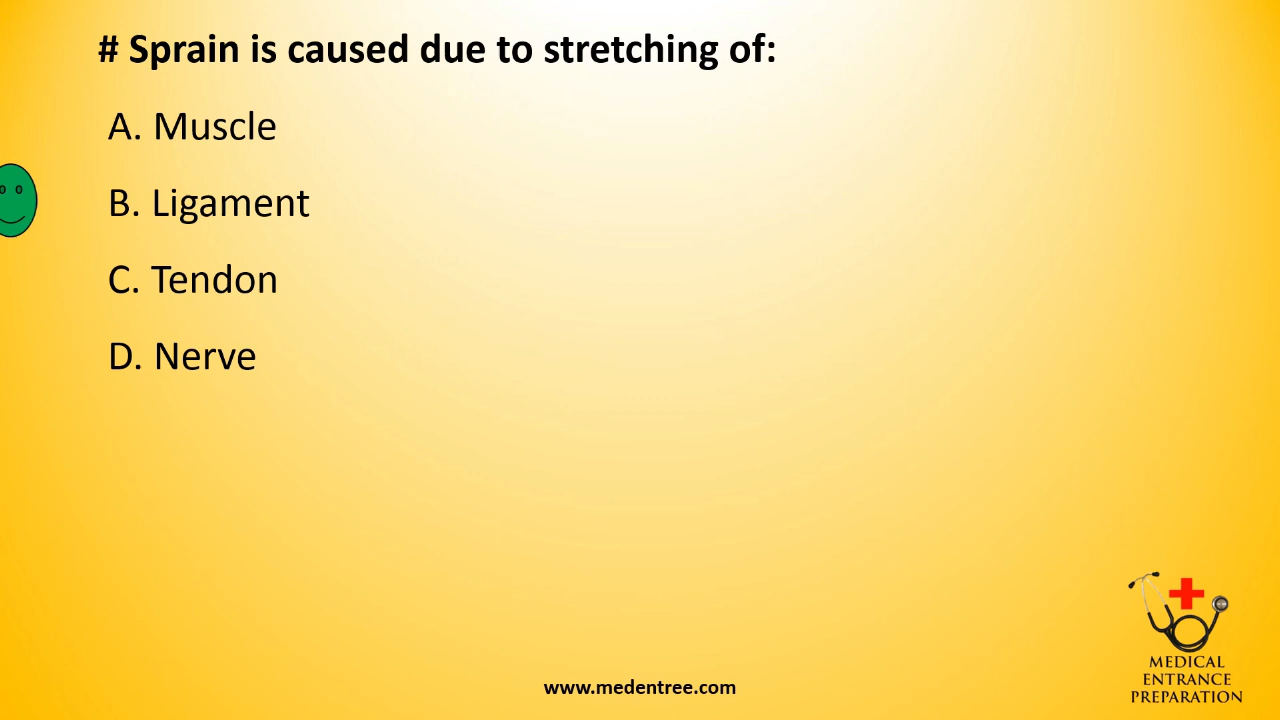 # Sprain is caused due to stretching of:
A. Muscle
B. Ligament
C. Tendon
D. Nerve
www.medentree.com
MEDICAL
ENTRANCE
PREPARATION